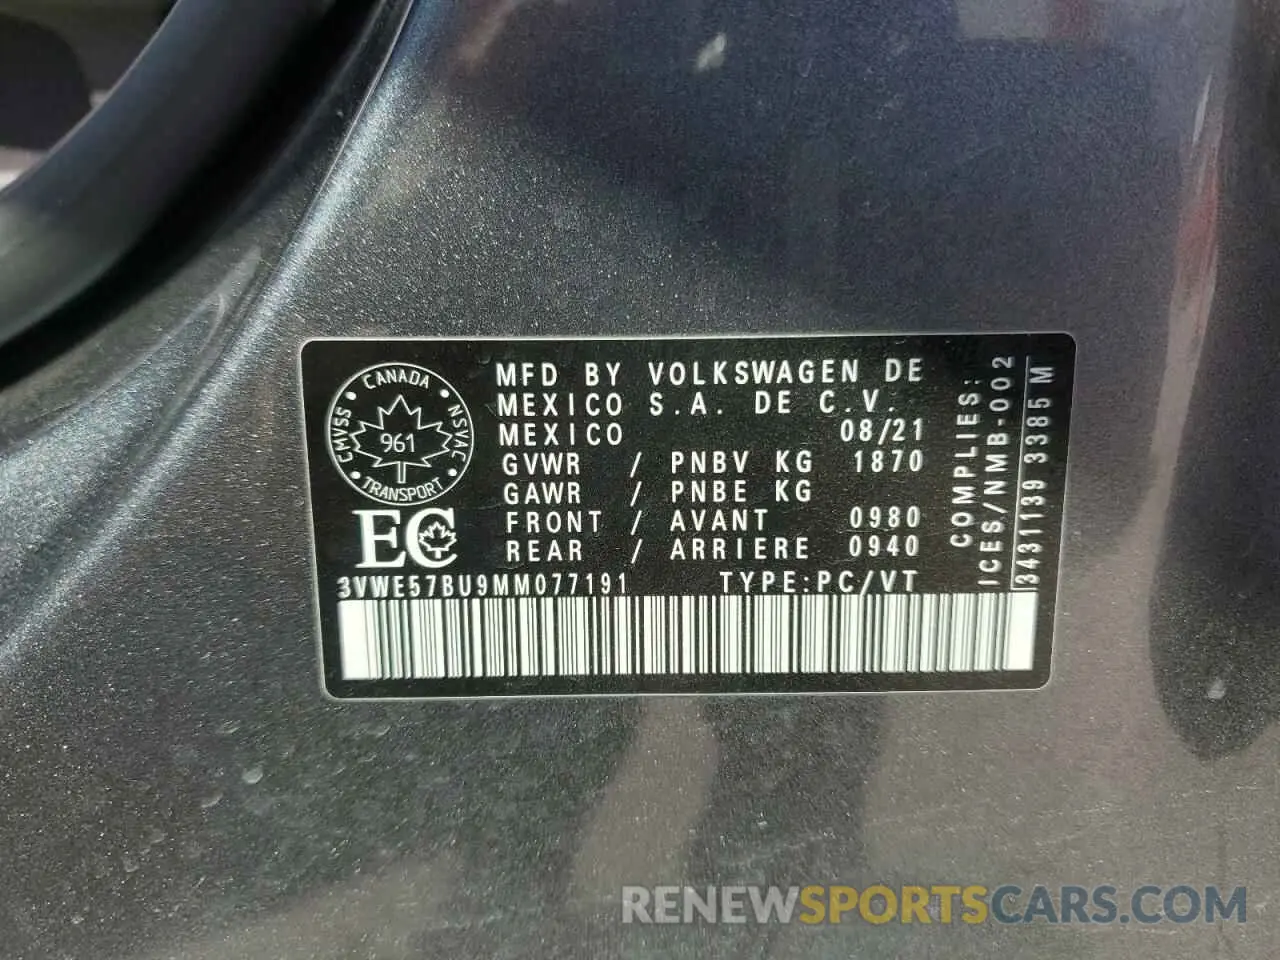 CANADA
CMVSS
NSVAC
961
TRANSPORT
EC
MFD BY VOLKSWAGEN DE
MEXICO S.A. DE C.V.
MEXICO 08/21
GVWR / PNBV KG 1870
GAWR / PNBE KG
FRONT / AVANT 0980
REAR / ARRIERE 0940
3VWE57BU9MM077191 TYPE:PC/VT
COMPLIES:
ICES/NMB-002
3431139 3385M
RENEWSPORTSCARS.COM